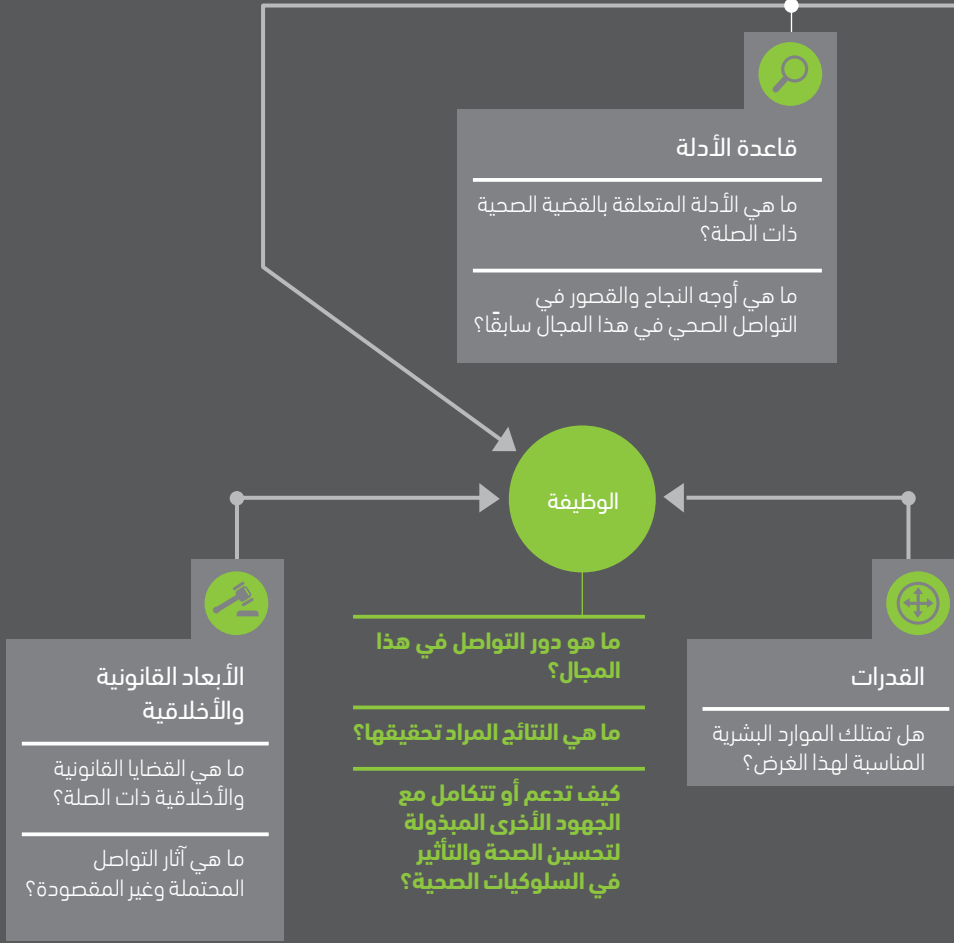 قاعدة الأدلة
ما هي الأدلة المتعلقة بالقضية الصحية
ذات الصلة؟
ما هي أوجه النجاح والقصور في
التواصل الصحي في هذا المجال سابقًا؟
الوظيفة
ما هو دور التواصل في هذا
المجال؟
ما هي النتائج المراد تحقيقها؟
كيف تدعم أو تتكامل مع
الجهود الأخرى المبذولة
لتحسين الصحة والتأثير
في السلوكيات الصحية؟
القدرات
هل تمتلك الموارد البشرية
المناسبة لهذا الغرض؟
الأبعاد القانونية
والأخلاقية
ما هي القضايا القانونية
والأخلاقية ذات الصلة؟
ما هي آثار التواصل
المحتملة وغير المقصودة؟